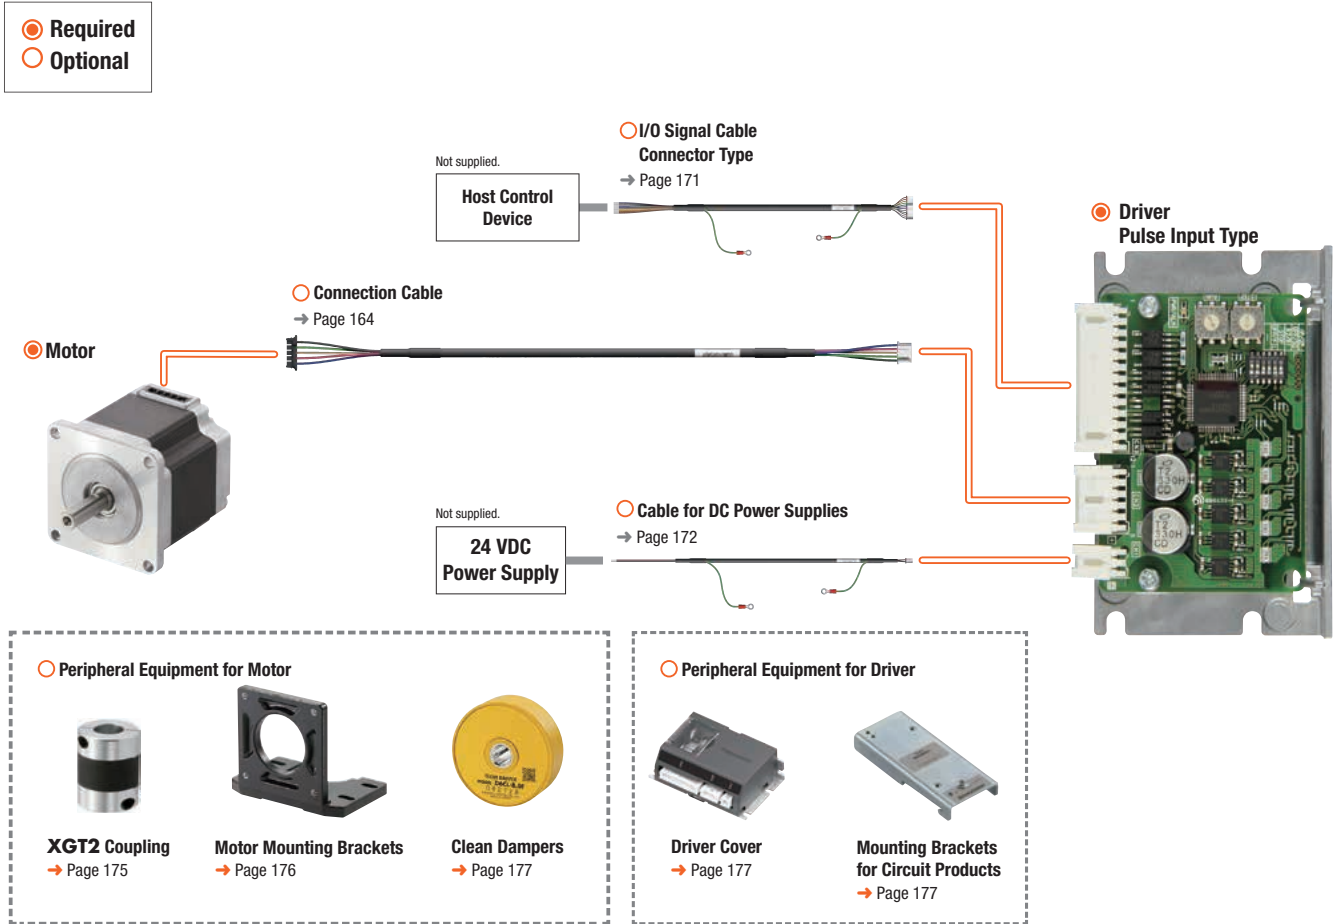 Required
Optional
I/O Signal Cable
Connector Type
→ Page 171
Not supplied.
Host Control
Device
Driver
Pulse Input Type
Connection Cable
→ Page 164
Motor
Cable for DC Power Supplies
→ Page 172
Not supplied.
24 VDC
Power Supply
Peripheral Equipment for Motor
XGT2 Coupling
→ Page 175
Motor Mounting Brackets
→ Page 176
Clean Dampers
→ Page 177
Peripheral Equipment for Driver
Driver Cover
→ Page 177
Mounting Brackets
for Circuit Products
→ Page 177